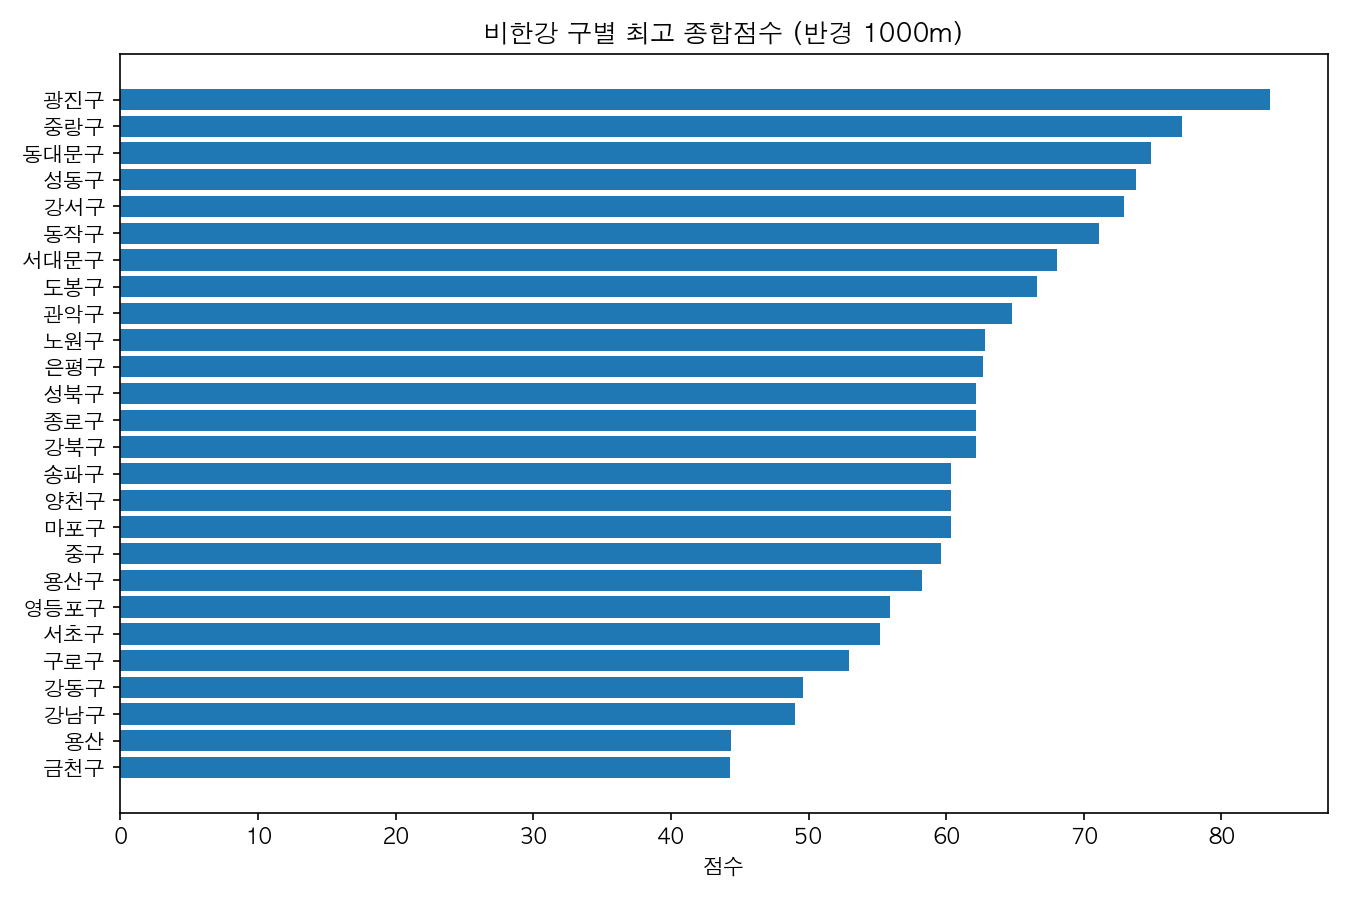 비한강 구별 최고 종합점수 (반경 1000m)
광진구
중랑구
동대문구
성동구
강서구
동작구
서대문구
도봉구
관악구
노원구
은평구
성북구
종로구
강북구
송파구
양천구
마포구
중구
용산구
영등포구
서초구
구로구
강동구
강남구
용산
금천구
0 10 20 30 40 50 60 70 80
점수